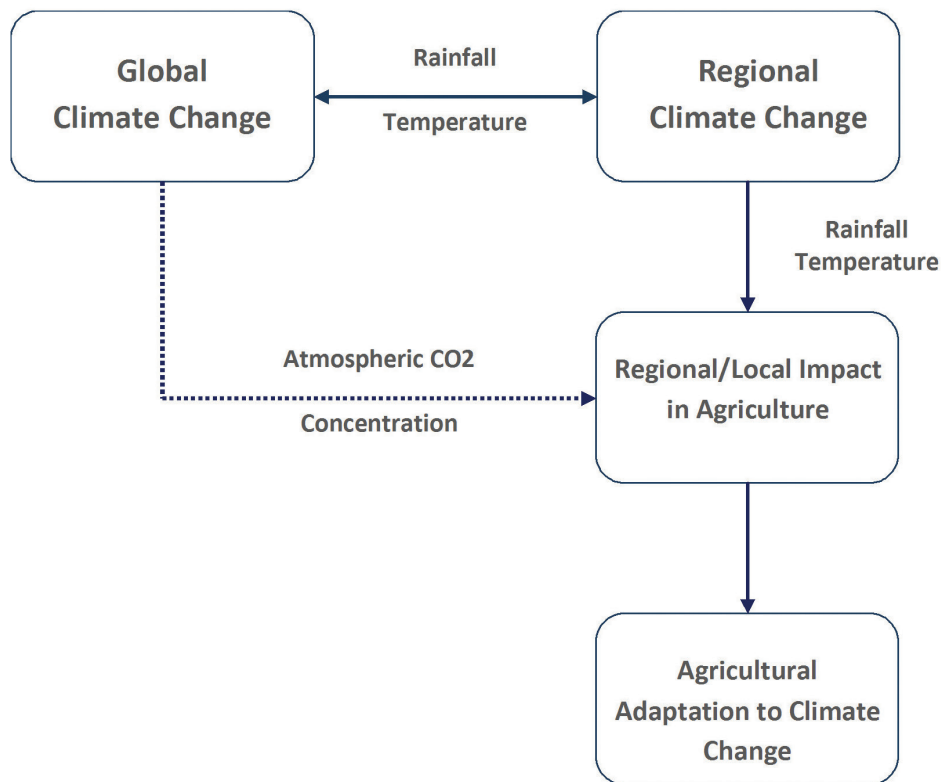 Global
Climate Change
Rainfall
Temperature
Regional
Climate Change
Rainfall
Temperature
Atmospheric CO2
Concentration
Regional/Local Impact
in Agriculture
Agricultural
Adaptation to Climate
Change